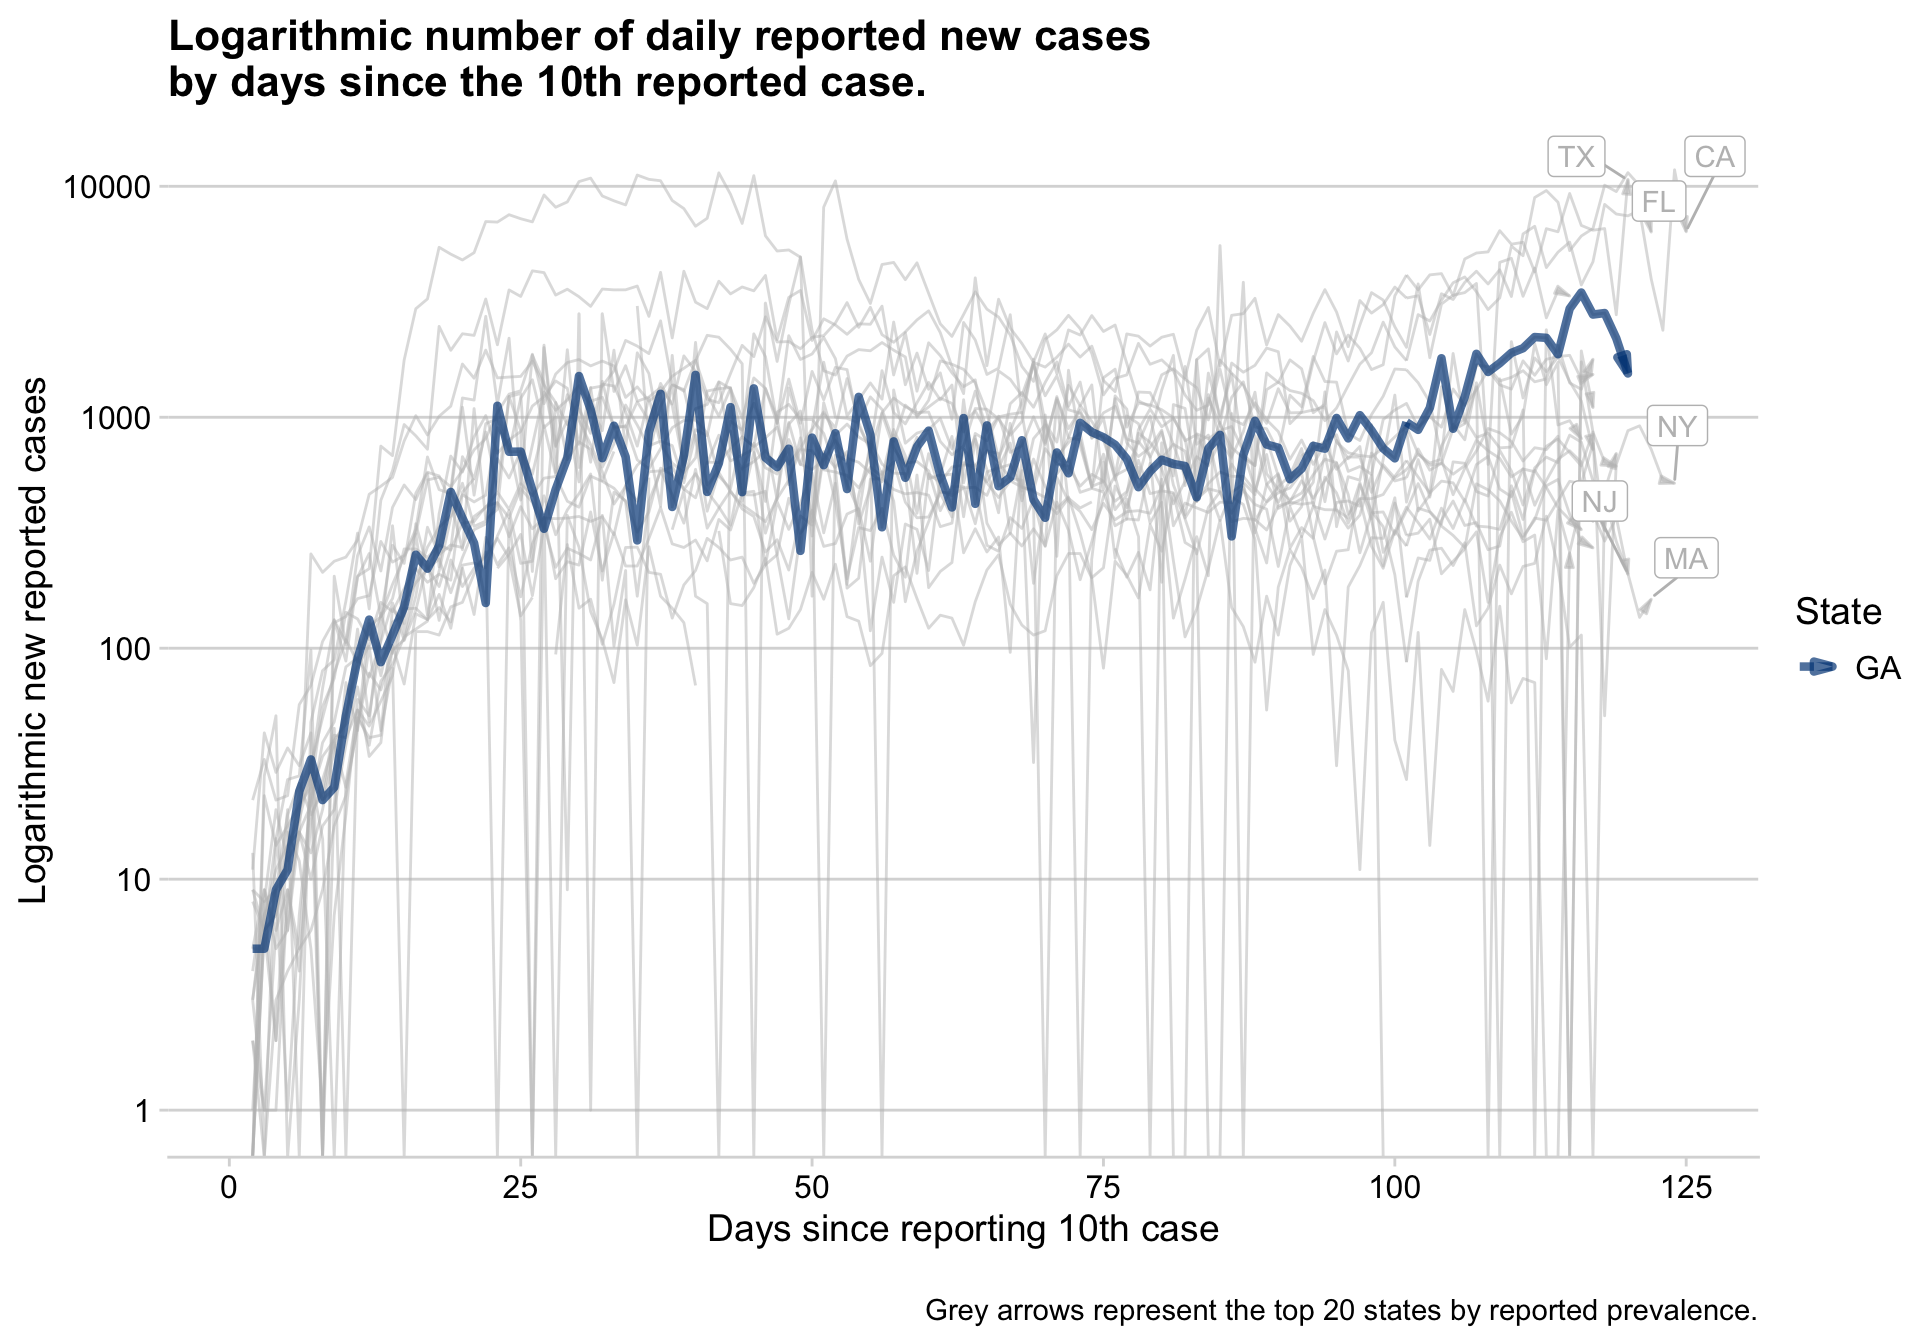 Logarithmic number of daily reported new cases
by days since the 10th reported case.
TX
CA
FL
NY
NJ
MA
10000
1000
100
10
1
Logarithmic new reported cases
0
25
50
75
100
125
Days since reporting 10th case
State
GA
Grey arrows represent the top 20 states by reported prevalence.